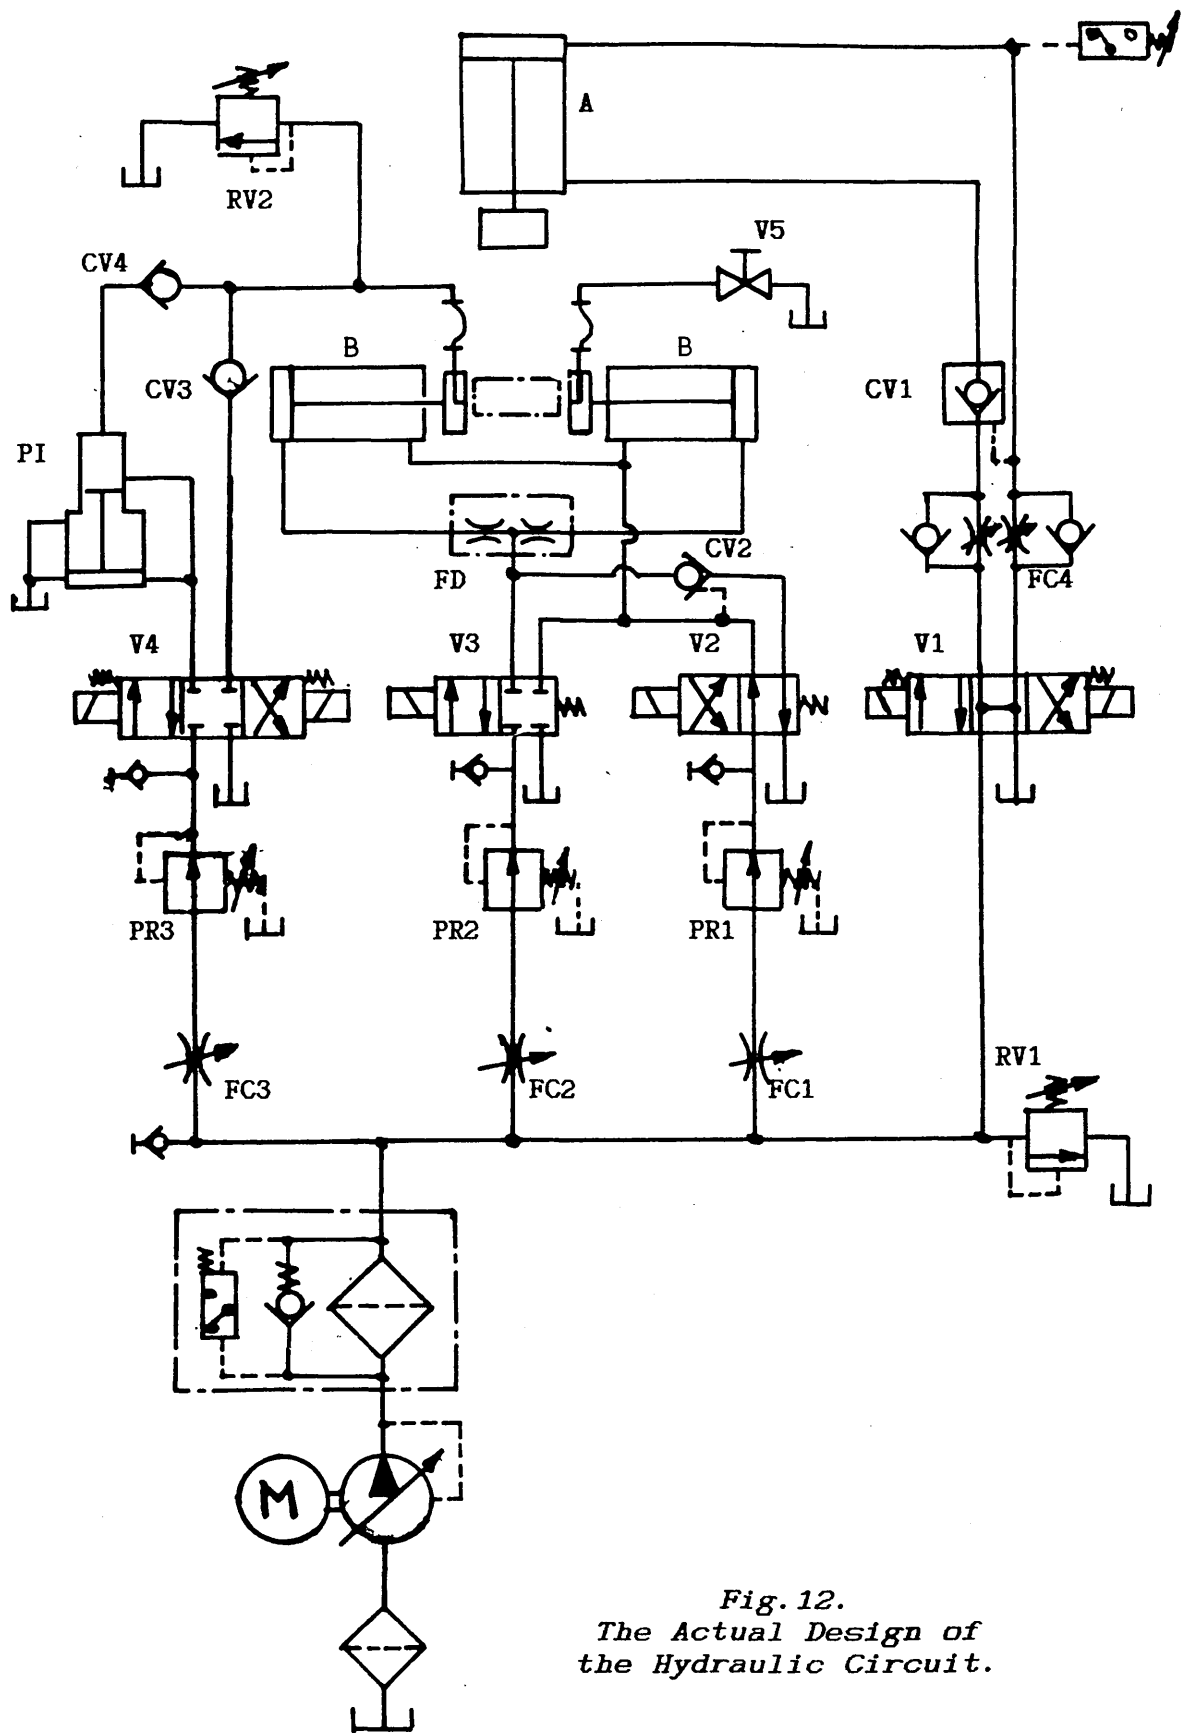 A
RV2
V5
CV4
B
B
CV3
CV1
PI
CV2
FD
FC4
V4
V3
V2
V1
PR3
PR2
PR1
RV1
FC3
FC2
FC1
M
Fig.12.
The Actual Design of
the Hydraulic Circuit.